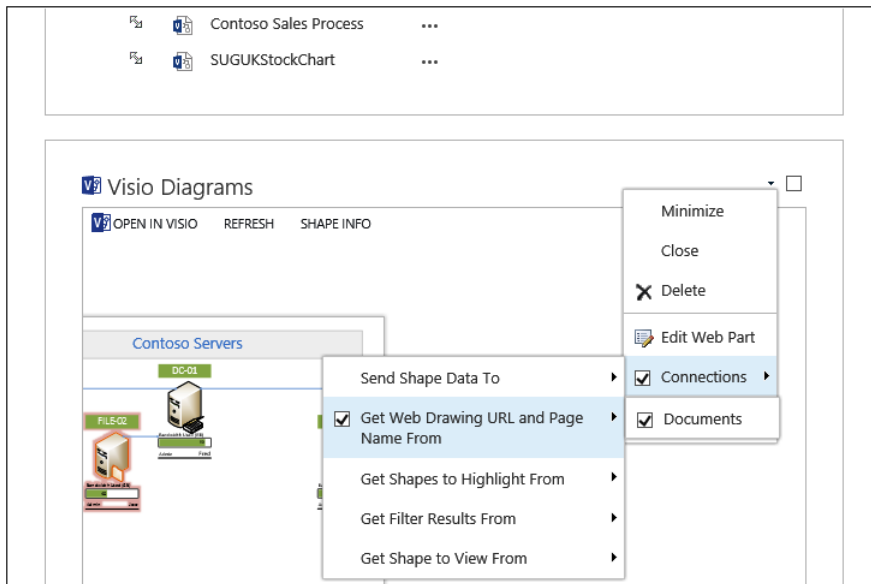 Contoso Sales Process ...
SUGUKStockChart ...
Visio Diagrams
OPEN IN VISIO REFRESH SHAPE INFO
Minimize
Close
Delete
Edit Web Part
Connections
Documents
Contoso Servers
DC-01
FILE-02
Send Shape Data To
Get Web Drawing URL and Page
Name From
Get Shapes to Highlight From
Get Filter Results From
Get Shape to View From